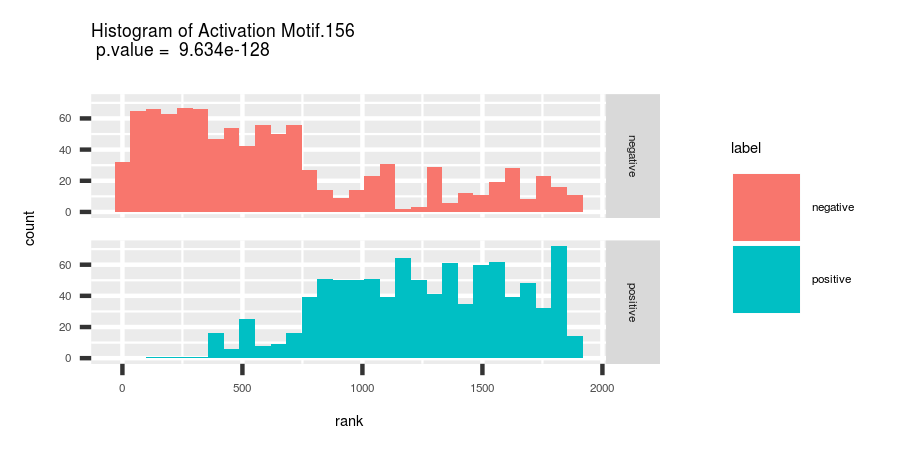 Histogram of Activation Motif.156
p.value = 9.634e-128
count
60
40
20
0
negative
60
40
20
0
positive
0 500 1000 1500 2000
rank
label
negative
positive